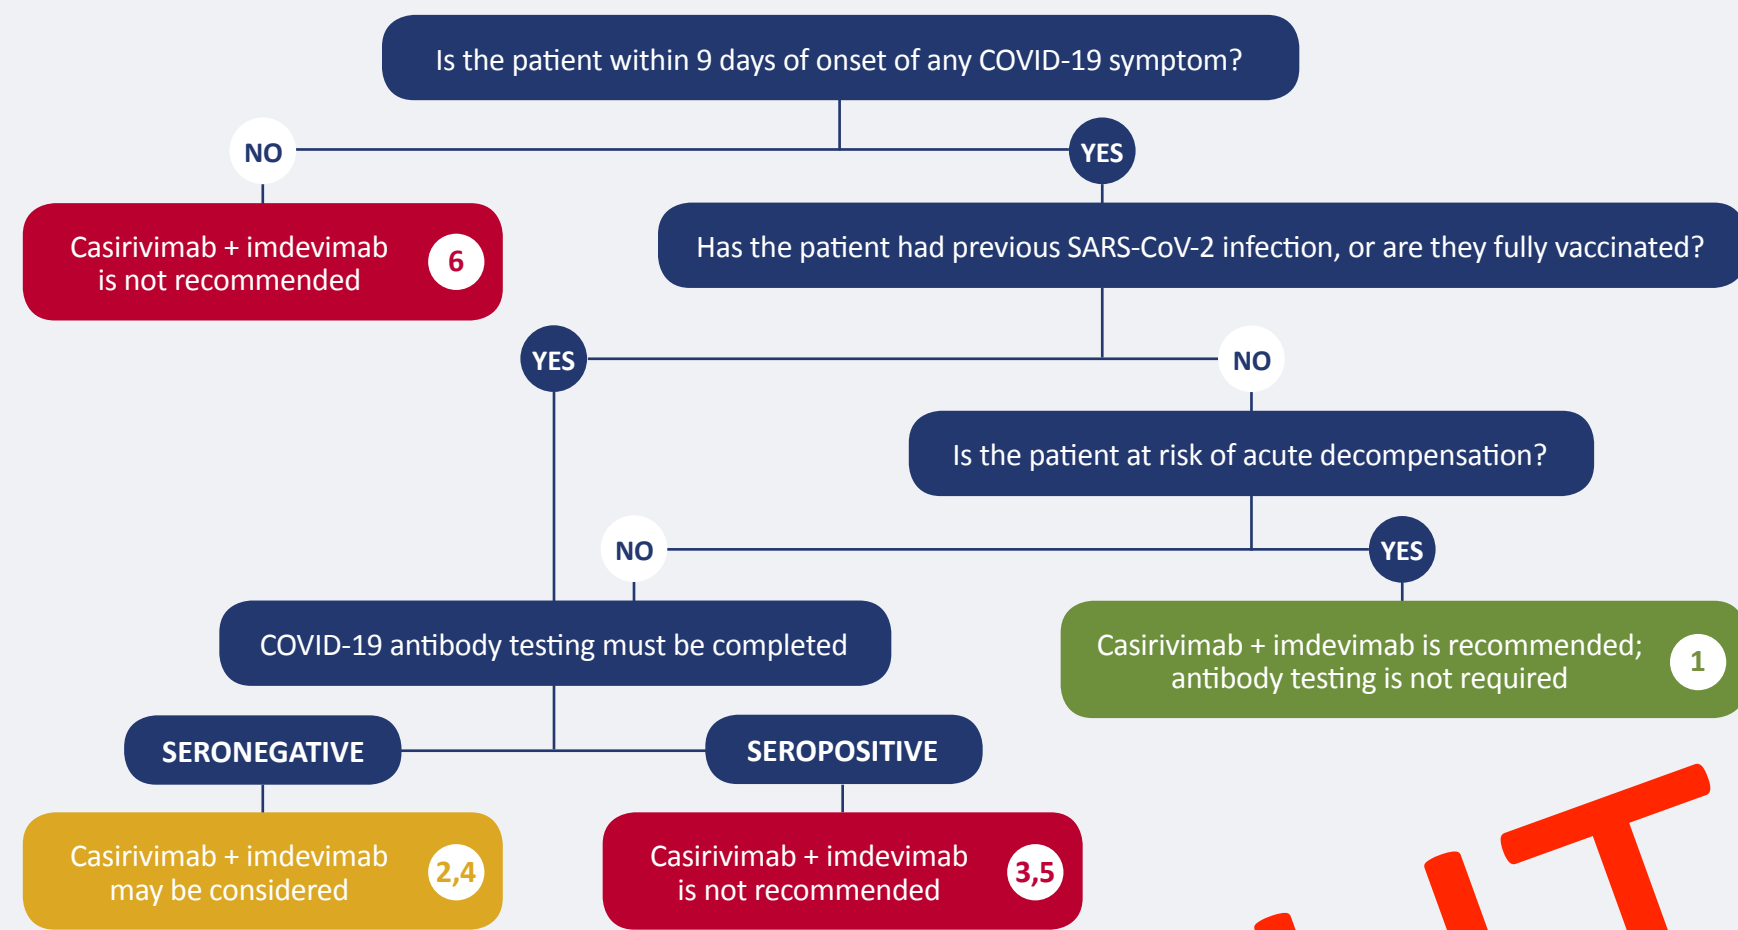 Is the patient within 9 days of onset of any COVID-19 symptom?
NO
YES
Casirivimab + imdevimab
is not recommended
6
Has the patient had previous SARS-CoV-2 infection, or are they fully vaccinated?
YES
NO
Is the patient at risk of acute decompensation?
NO
YES
COVID-19 antibody testing must be completed
Casirivimab + imdevimab is recommended;
antibody testing is not required
1
SERONEGATIVE
SEROPOSITIVE
Casirivimab + imdevimab
may be considered
2,4
Casirivimab + imdevimab
is not recommended
3,5